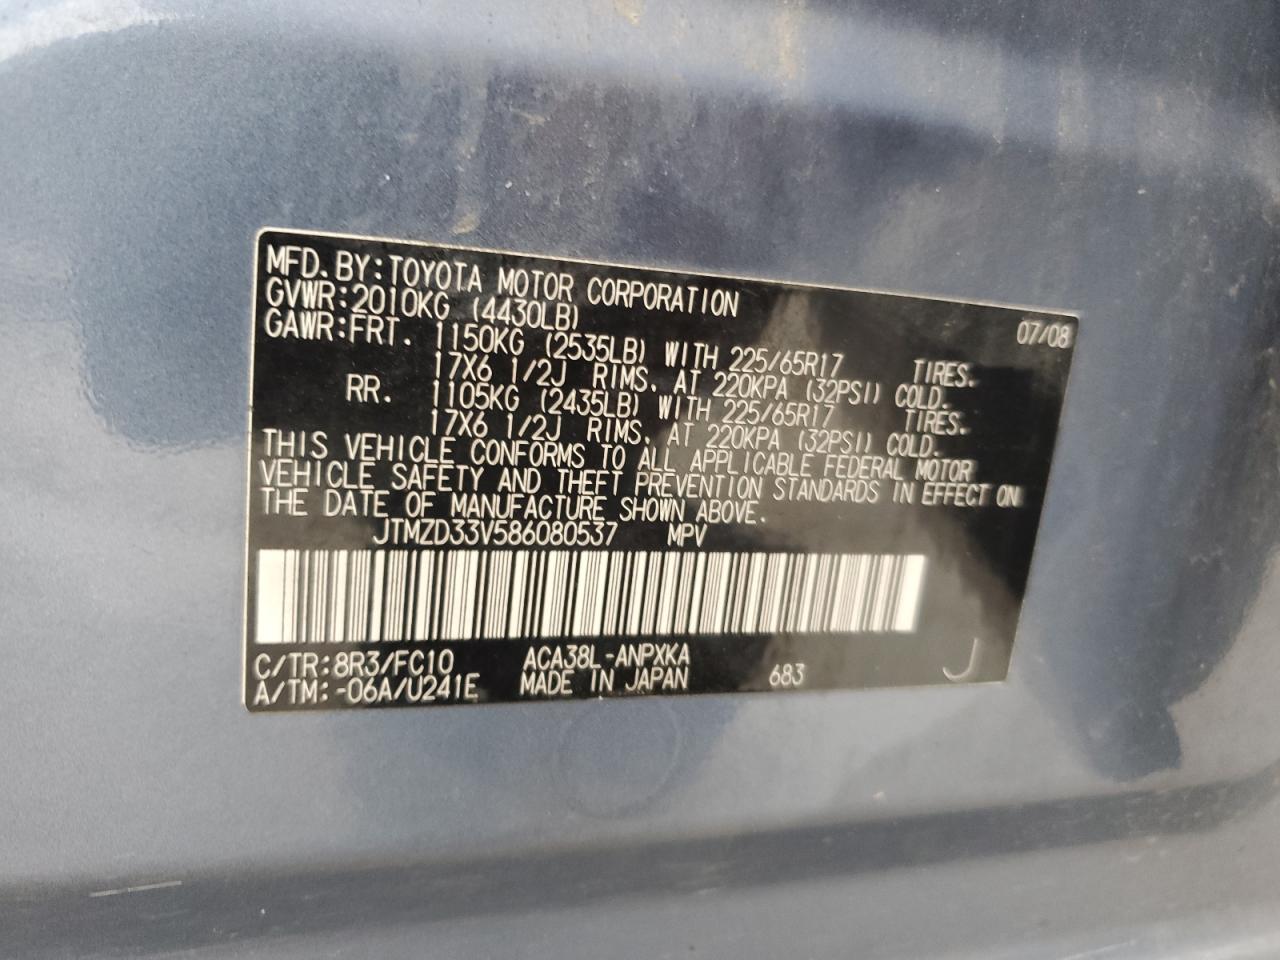 MFD. BY: TOYOTA MOTOR CORPORATION 07/08
GVWR: 2010KG (4430LB)
GAWR: FRT. 1150KG (2535LB) WITH 225/65R17 TIRES.
17X6 1/2J RIMS. AT 220KPA (32PSI) COLD.
RR. 1105KG (2435LB) WITH 225/65R17 TIRES.
17X6 1/2J RIMS. AT 220KPA (32PSI) COLD.
THIS VEHICLE CONFORMS TO ALL APPLICABLE FEDERAL MOTOR
VEHICLE SAFETY AND THEFT PREVENTION STANDARDS IN EFFECT ON
THE DATE OF MANUFACTURE SHOWN ABOVE.
JTMZD33V586080537 MPV
C/TR: 8R3/FC10 ACA38L-ANPXKA 683 J
A/TM: -06A/U241E MADE IN JAPAN